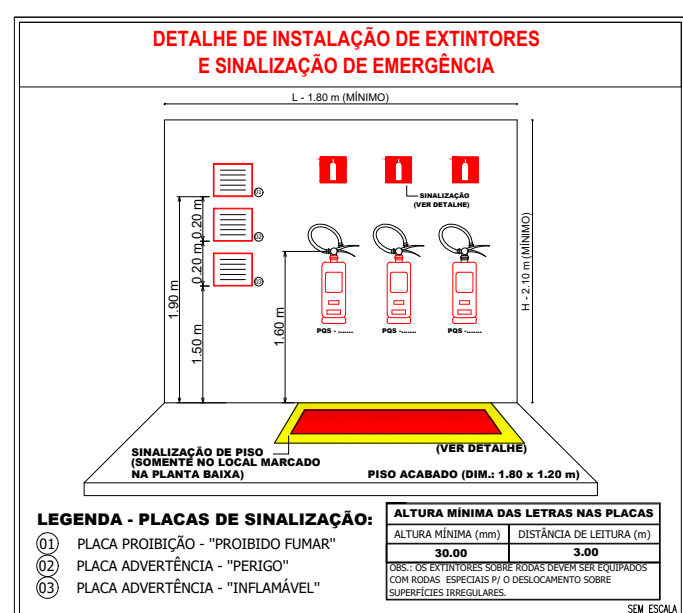 DETALHE DE INSTALAÇÃO DE EXTINTORES
E SINALIZAÇÃO DE EMERGÊNCIA
L - 1.80 m (MÍNIMO)
01
02
03
SINALIZAÇÃO
(VER DETALHE)
0.20 m
0.20 m
1.90 m
1.50 m
1.60 m
H - 2.10 m (MÍNIMO)
PQS - .......
PQS - .......
PQS -.......
SINALIZAÇÃO DE PISO
(SOMENTE NO LOCAL MARCADO
NA PLANTA BAIXA)
(VER DETALHE)
PISO ACABADO (DIM.: 1.80 x 1.20 m)
LEGENDA - PLACAS DE SINALIZAÇÃO:
01 PLACA PROIBIÇÃO - "PROIBIDO FUMAR"
02 PLACA ADVERTÊNCIA - "PERIGO"
03 PLACA ADVERTÊNCIA - "INFLAMÁVEL"
ALTURA MÍNIMA DAS LETRAS NAS PLACAS
ALTURA MÍNIMA (mm) DISTÂNCIA DE LEITURA (m)
30.00 3.00
OBS.: OS EXTINTORES SOBRE RODAS DEVEM SER EQUIPADOS
COM RODAS ESPECIAIS P/ O DESLOCAMENTO SOBRE
SUPERFÍCIES IRREGULARES.
SEM ESCALA